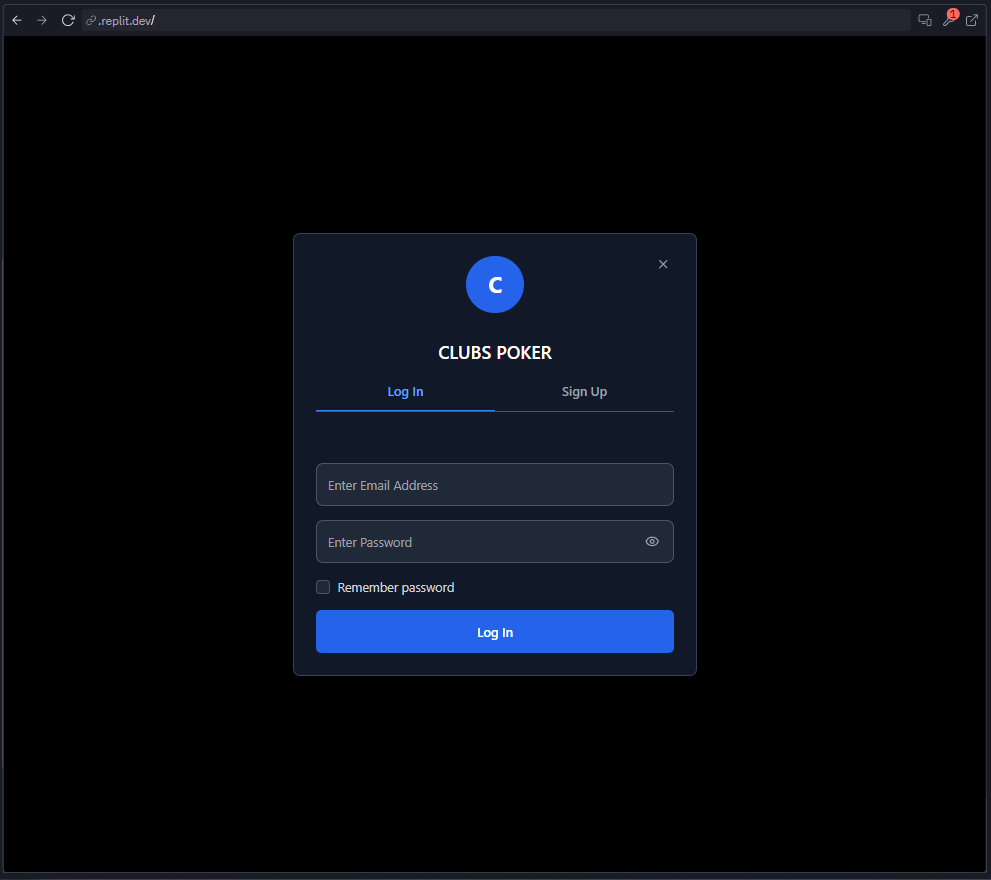 .replit.dev/
1
C
CLUBS POKER
Log In
Sign Up
Enter Email Address
Enter Password
Remember password
Log In